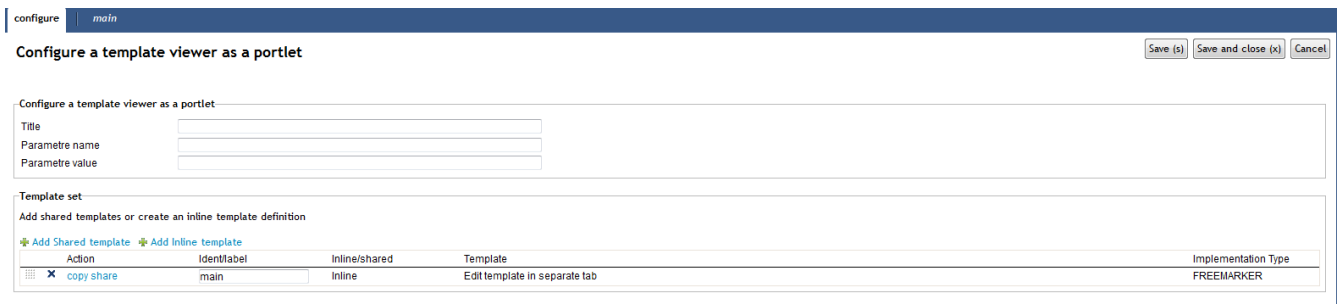 configure main
Configure a template viewer as a portlet Save (s) Save and close (x) Cancel
Configure a template viewer as a portlet
Title
Parametre name
Parametre value
Template set
Add shared templates or create an inline template definition
Add Shared template Add Inline template
Action Ident/label Inline/shared Template Implementation Type
copy share main Inline Edit template in separate tab FREEMARKER